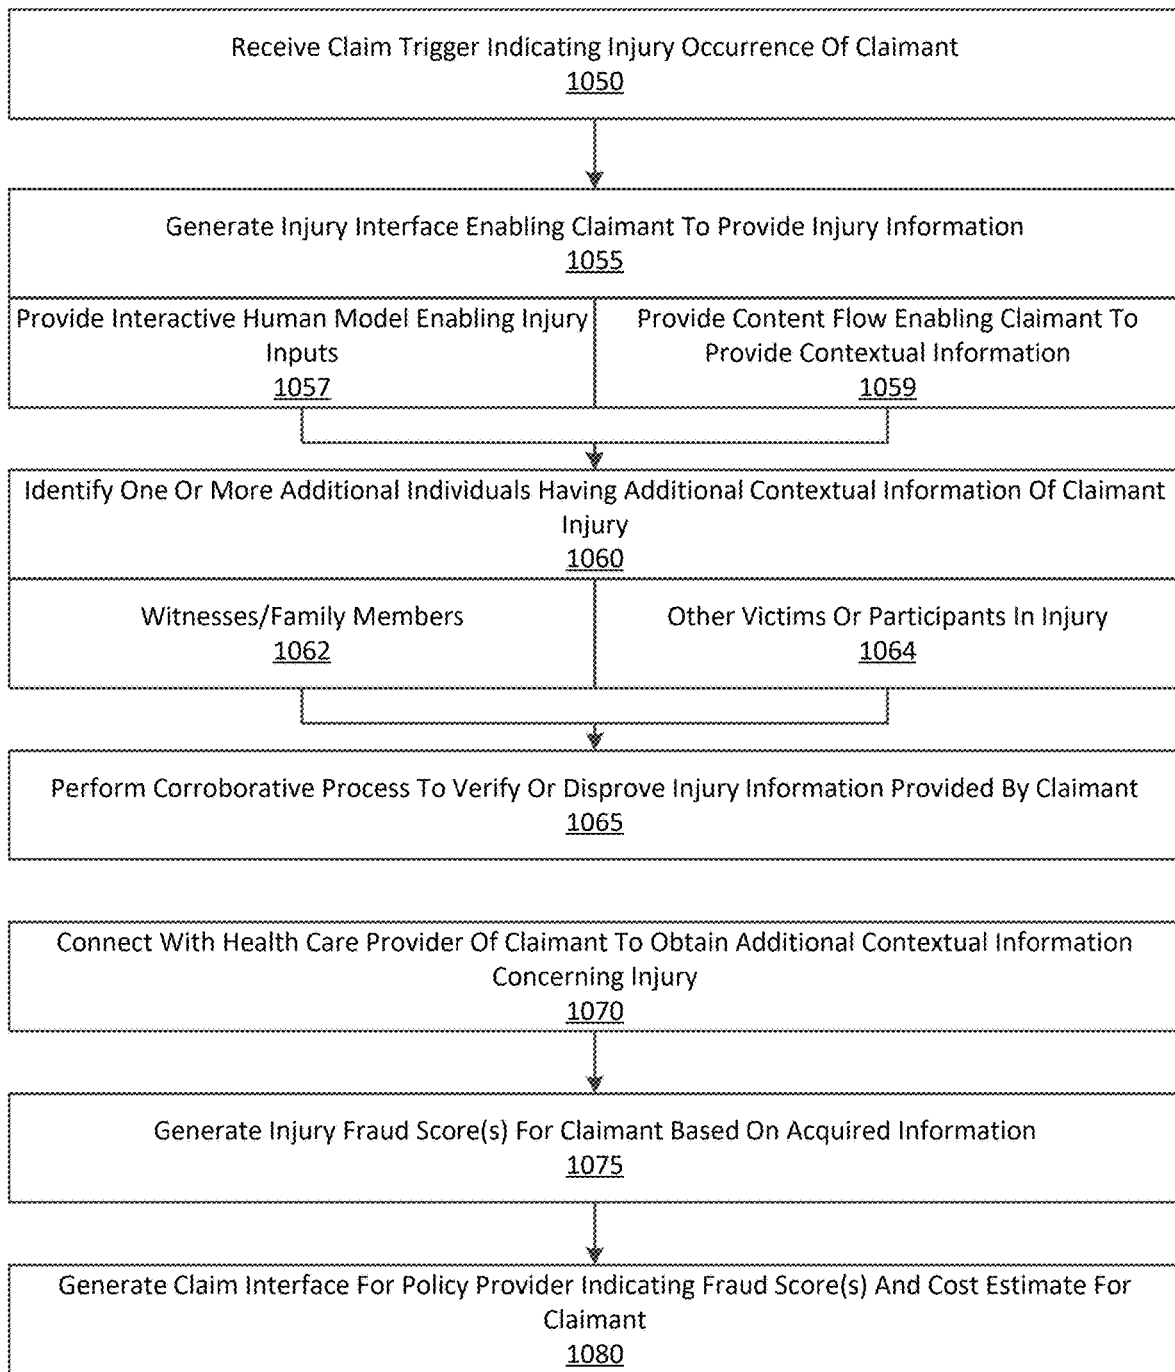 Receive Claim Trigger Indicating Injury Occurrence Of Claimant
1050
Generate Injury Interface Enabling Claimant To Provide Injury Information
1055
Provide Interactive Human Model Enabling Injury
Inputs
1057
Provide Content Flow Enabling Claimant To
Provide Contextual Information
1059
Identify One Or More Additional Individuals Having Additional Contextual Information Of Claimant
Injury
1060
Witnesses/Family Members
1062
Other Victims Or Participants In Injury
1064
Perform Corroborative Process To Verify Or Disprove Injury Information Provided By Claimant
1065
Connect With Health Care Provider Of Claimant To Obtain Additional Contextual Information
Concerning Injury
1070
Generate Injury Fraud Score(s) For Claimant Based On Acquired Information
1075
Generate Claim Interface For Policy Provider Indicating Fraud Score(s) And Cost Estimate For
Claimant
1080